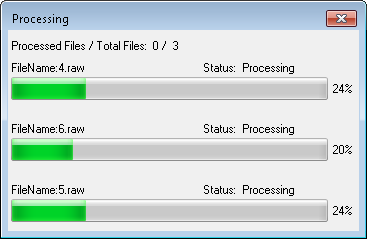 Processing
Processed Files / Total Files: 0 / 3
FileName:4.raw Status: Processing
24%
FileName:6.raw Status: Processing
20%
FileName:5.raw Status: Processing
24%